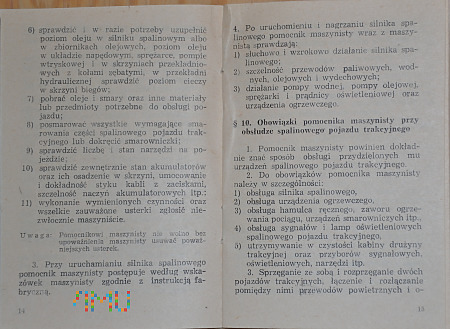 6) sprawdzić i w razie potrzeby uzupełnić
poziom oleju w silniku spalinowym albo
w zbiornikach olejowych, poziom oleju
w układzie napędowym, sprężarce, pompie
wtryskowej i w skrzyniach przekładnio-
wych z kołami zębatymi, w przekładni
hydraulicznej sprawdzić poziom cieczy
w skrzyni biegów;
7) pobrać oleje i smary oraz inne materiały
lub przedmioty potrzebne do obsługi po-
jazdu;
8) posmarować wszystkie wymagające sma-
rowania części spalinowego pojazdu trak-
cyjnego lub dokręcić smarowniczki;
9) sprawdzić liczbę i stan narzędzi na po-
jeździe;
10) sprawdzić zewnętrznie stan akumulatorów
oraz ich osadzenie w skrzyni, umocowanie
i dokładność styku kabli z zaciskami,
szczelność naczyń akumulatorowych itp.;
11) wykonanie wymienionych czynności oraz
wszelkie zauważone usterki zgłosić nie-
zwłocznie maszyniście.
Uwaga: Pomocnikowi maszynisty nie wolno bez
upoważnienia maszynisty usuwać poważ-
niejszych usterek.
3. Przy uruchamianiu silnika spalinowego
pomocnik maszynisty postępuje według wska-
zówek maszynisty zgodnie z instrukcją fa-
bryczną.
14
4. Po uruchomieniu i nagrzaniu silnika spa-
linowego pomocnik maszynisty wraz z maszy-
nistą sprawdzają:
1) słuchowo i wzrokowo działanie silnika spa-
linowego;
2) szczelność przewodów paliwowych, wod-
nych, olejowych i wydechowych;
3) działanie pompy wodnej, pompy olejowej,
sprężarki i prądnicy oświetleniowej oraz
urządzenia ogrzewczego.
§ 10. Obowiązki pomocnika maszynisty przy
obsłudze spalinowego pojazdu trakcyjnego
1. Pomocnik maszynisty powinien dokład-
nie znać sposób obsługi przydzielonych mu
urządzeń spalinowego pojazdu trakcyjnego.
2. Do obowiązków pomocnika maszynisty
należy w szczególności:
1) obsługa silnika spalinowego,
2) obsługa urządzenia ogrzewczego,
3) obsługa hamulca ręcznego, zaworu ogrze-
wania pociągu, urządzeń smarowniczych itp.,
4) obsługa sygnałów i lamp oświetleniowych
spalinowego pojazdu trakcyjnego,
5) utrzymywanie w czystości kabiny drużyny
trakcyjnej oraz przyborów sygnałowych,
oświetleniowych, narzędzi itp.
3. Sprzęganie ze sobą i rozprzęganie dwóch
pojazdów trakcyjnych, łączenie i rozłączanie
pomiędzy nimi przewodów powietrznych i o-
15